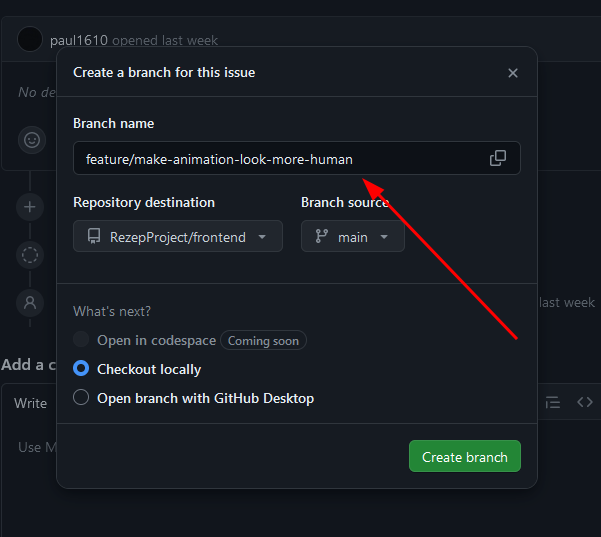 paul1610 opened last week
Create a branch for this issue
No de
Branch name
feature/make-animation-look-more-human
Repository destination
Branch source
RezepProject/frontend
main
What's next?
last week
Open in codespace Coming soon
Add a c
Checkout locally
Write
Open branch with GitHub Desktop
Use M
Create branch